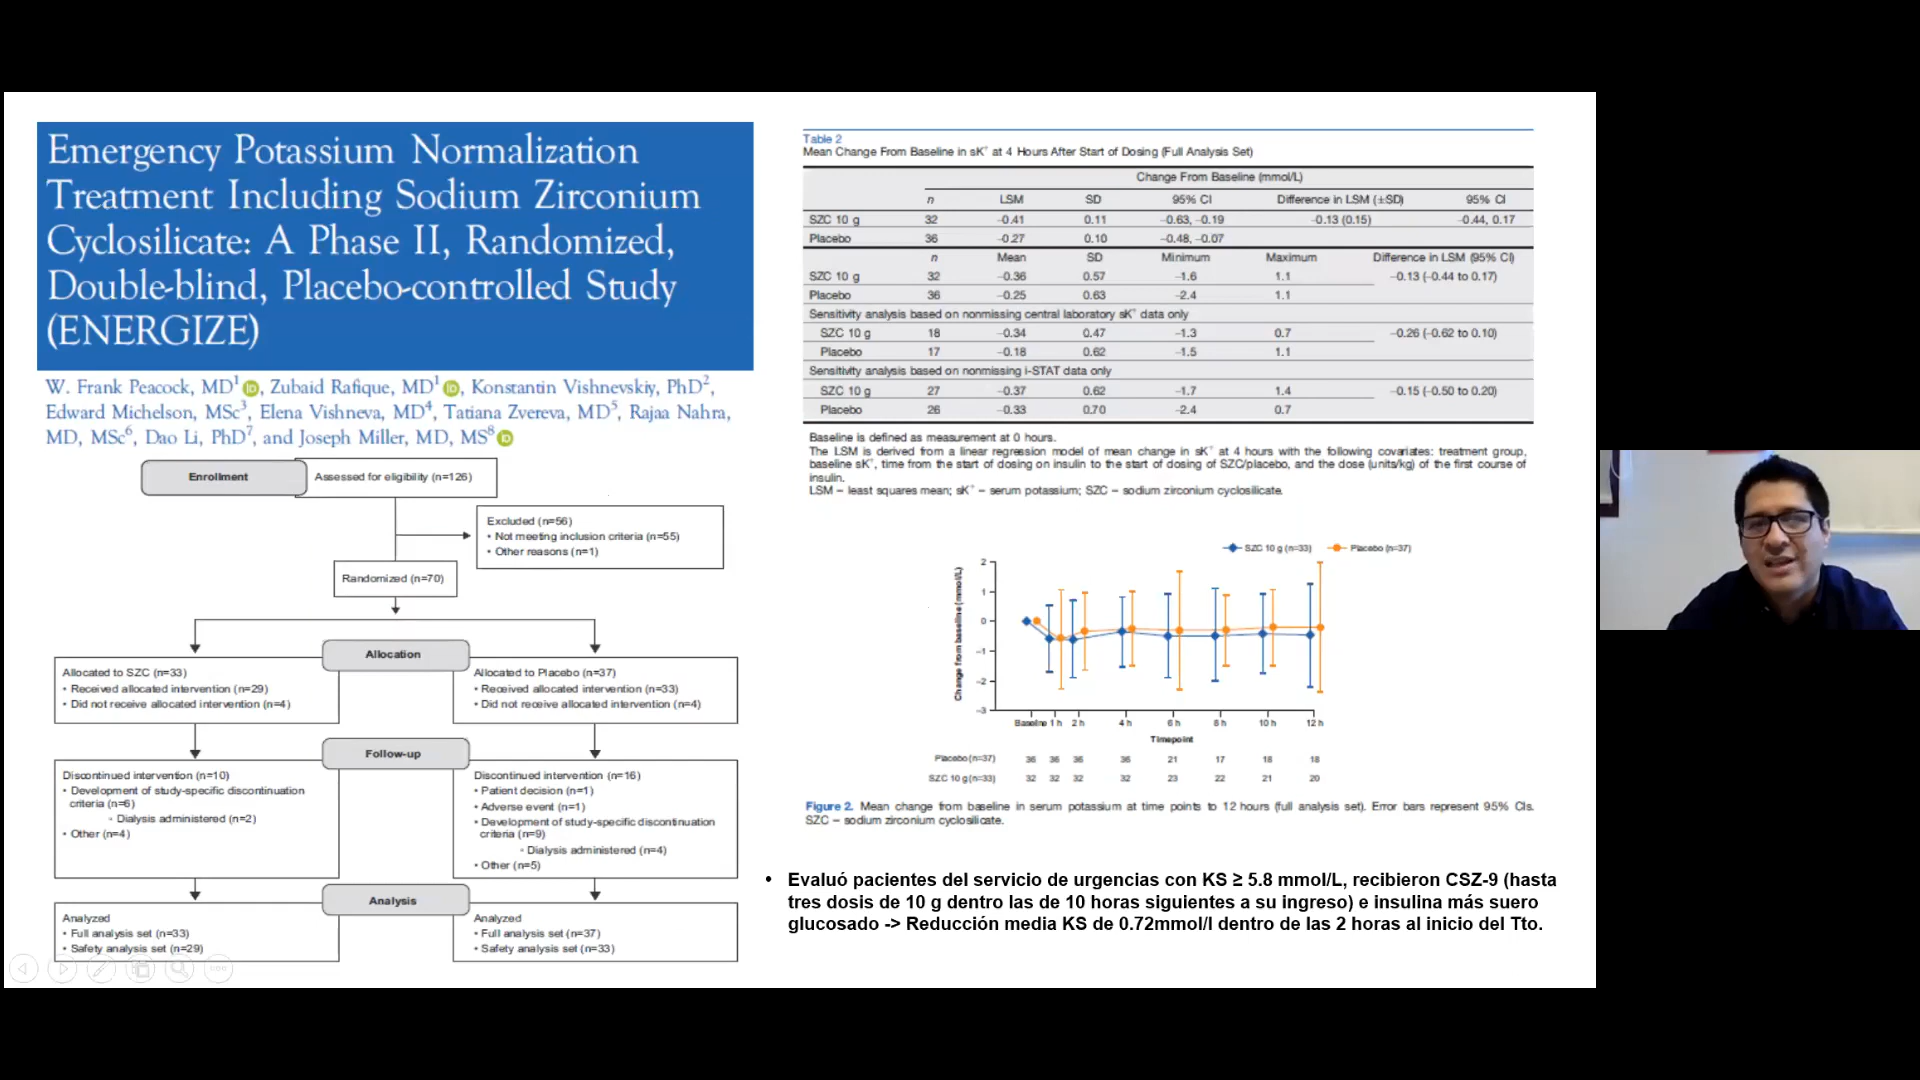 Emergency Potassium Normalization
Treatment Including Sodium Zirconium
Cyclosilicate: A Phase II, Randomized,
Double-blind, Placebo-controlled Study
(ENERGIZE)
W. Frank Peacock, MD1, Zubaid Rafique, MD1, Konstantin Vishnevskiy, PhD2,
Edward Michelson, MSc3, Elena Vishneva, MD4, Tatiana Zvereva, MD5, Rajaa Nahra,
MD, MSc6, Dao Li, PhD7, and Joseph Miller, MD, MS8
Enrollment
Assessed for eligibility (n=126)
Excluded (n=56)
• Not meeting inclusion criteria (n=55)
• Other reasons (n=1)
Randomized (n=70)
Allocation
Allocated to SZC (n=33)
• Received allocated intervention (n=29)
• Did not receive allocated intervention (n=4)
Allocated to Placebo (n=37)
• Received allocated intervention (n=33)
• Did not receive allocated intervention (n=4)
Follow-up
Discontinued intervention (n=10)
• Development of study-specific discontinuation
criteria (n=6)
◦ Dialysis administered (n=2)
• Other (n=4)
Discontinued intervention (n=16)
• Patient decision (n=1)
• Adverse event (n=1)
• Development of study-specific discontinuation
criteria (n=9)
◦ Dialysis administered (n=4)
• Other (n=5)
Analysis
Analyzed
• Full analysis set (n=33)
• Safety analysis set (n=29)
Analyzed
• Full analysis set (n=37)
• Safety analysis set (n=33)
Table 2
Mean Change From Baseline in sK+ at 4 Hours After Start of Dosing (Full Analysis Set)
Change From Baseline (mmol/L)
n LSM SD 95% CI Difference in LSM (±SD) 95% CI
SZC 10 g 32 −0.41 0.11 −0.63, −0.19 −0.13 (0.15) −0.44, 0.17
Placebo 36 −0.27 0.10 −0.48, −0.07
n Mean SD Minimum Maximum Difference in LSM (95% CI)
SZC 10 g 32 −0.36 0.57 −1.6 1.1 −0.13 (−0.44 to 0.17)
Placebo 36 −0.25 0.63 −2.4 1.1
Sensitivity analysis based on nonmissing central laboratory sK+ data only
SZC 10 g 18 −0.34 0.47 −1.3 0.7 −0.26 (−0.62 to 0.10)
Placebo 17 −0.18 0.62 −1.5 1.1
Sensitivity analysis based on nonmissing i-STAT data only
SZC 10 g 27 −0.37 0.62 −1.7 1.4 −0.15 (−0.50 to 0.20)
Placebo 26 −0.33 0.70 −2.4 0.7
Baseline is defined as measurement at 0 hours.
The LSM is derived from a linear regression model of mean change in sK+ at 4 hours with the following covariates: treatment group,
baseline sK+, time from the start of dosing on insulin to the start of dosing of SZC/placebo, and the dose (units/kg) of the first course of
insulin.
LSM = least squares mean; sK+ = serum potassium; SZC = sodium zirconium cyclosilicate.
SZC 10 g (n=33) Placebo (n=37)
Change from baseline (mmol/L)
2
1
0
−1
−2
−3
Baseline 1 h 2 h 4 h 6 h 8 h 10 h 12 h
Timepoint
Placebo (n=37) 36 36 36 36 21 17 18 18
SZC 10 g (n=33) 32 32 32 32 23 22 21 20
Figure 2. Mean change from baseline in serum potassium at time points to 12 hours (full analysis set). Error bars represent 95% CIs.
SZC = sodium zirconium cyclosilicate.
• Evaluó pacientes del servicio de urgencias con KS ≥ 5.8 mmol/L, recibieron CSZ-9 (hasta
tres dosis de 10 g dentro las de 10 horas siguientes a su ingreso) e insulina más suero
glucosado -> Reducción media KS de 0.72mmol/l dentro de las 2 horas al inicio del Tto.